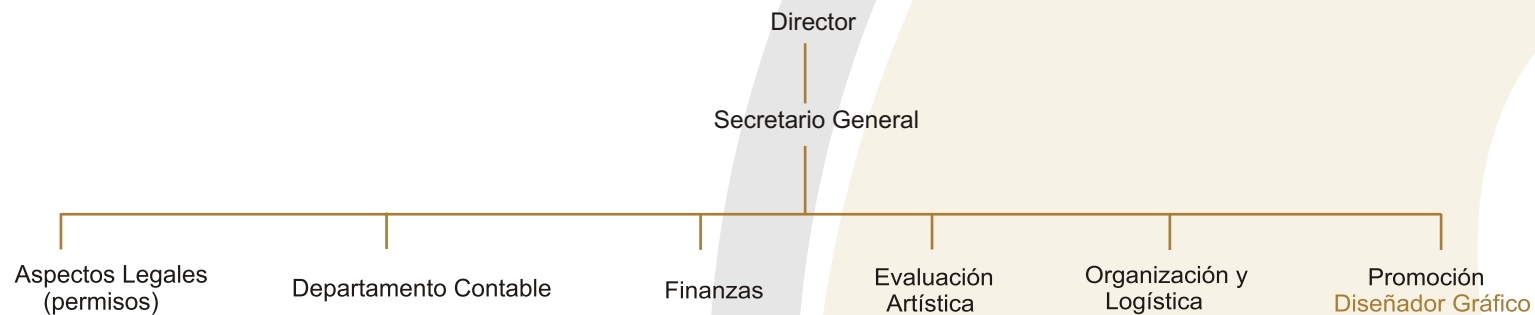 Director
Secretario General
Aspectos Legales
(permisos)
Departamento Contable
Finanzas
Evaluación
Artística
Organización y
Logística
Promoción
Diseñador Gráfico